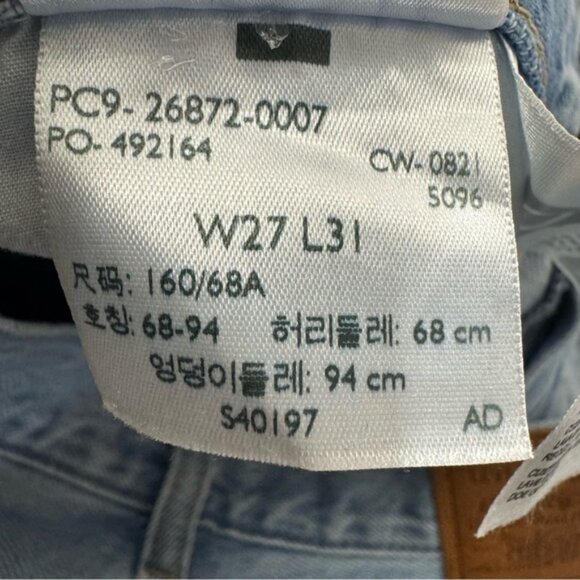 PC9-26872-0007
PO-492164
CW-0821
5096
W27 L31
尺码: 160/68A
호칭: 68-94 허리둘레: 68 cm
엉덩이둘레: 94 cm
S40197 AD